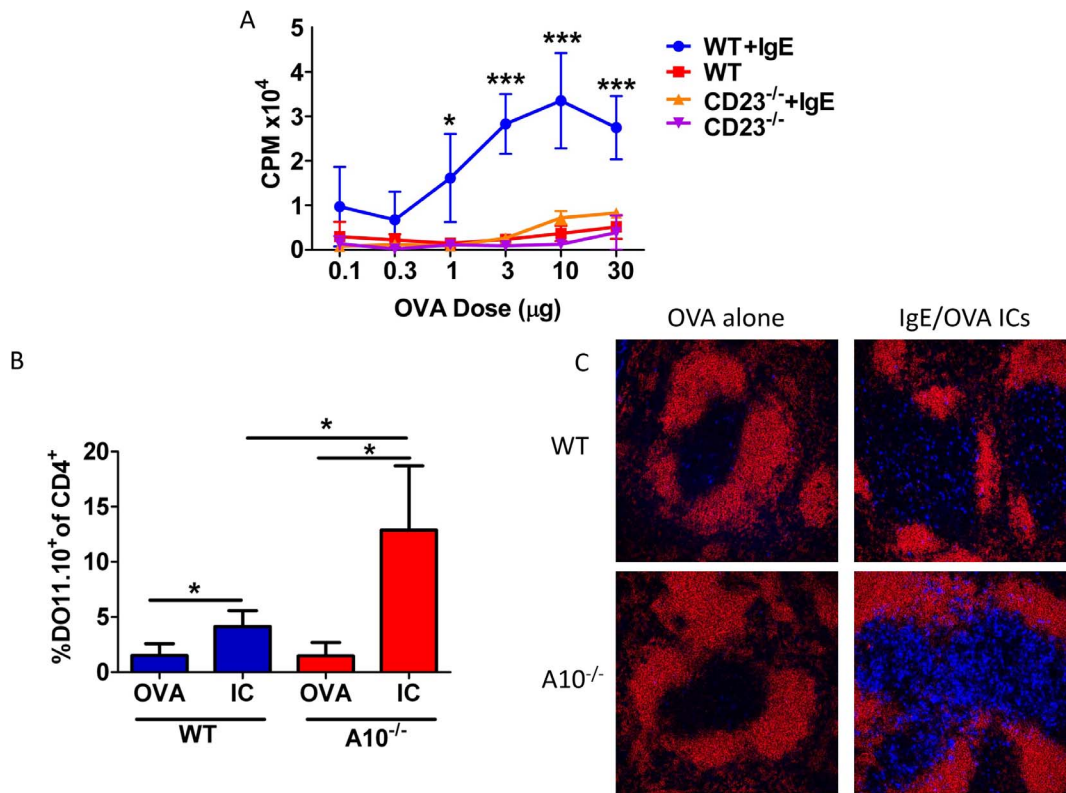 A
CPM x10⁴
5
4
3
2
1
0
*
***
***
***
0.1 0.3 1 3 10 30
OVA Dose (μg)
WT+IgE
WT
CD23⁻/⁻+IgE
CD23⁻/⁻
B
%DO11.10⁺ of CD4⁺
20
15
10
5
0
*
*
*
OVA IC OVA IC
WT A10⁻/⁻
C
OVA alone IgE/OVA ICs
WT
A10⁻/⁻